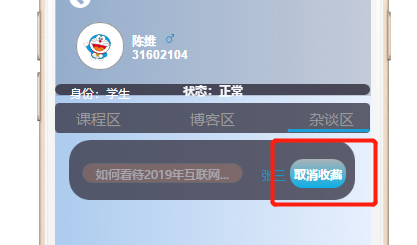 陈维 ♂
31602104
身份：学生 状态：正常
课程区 博客区 杂谈区
如何看待2019年互联网... 张三 取消收藏